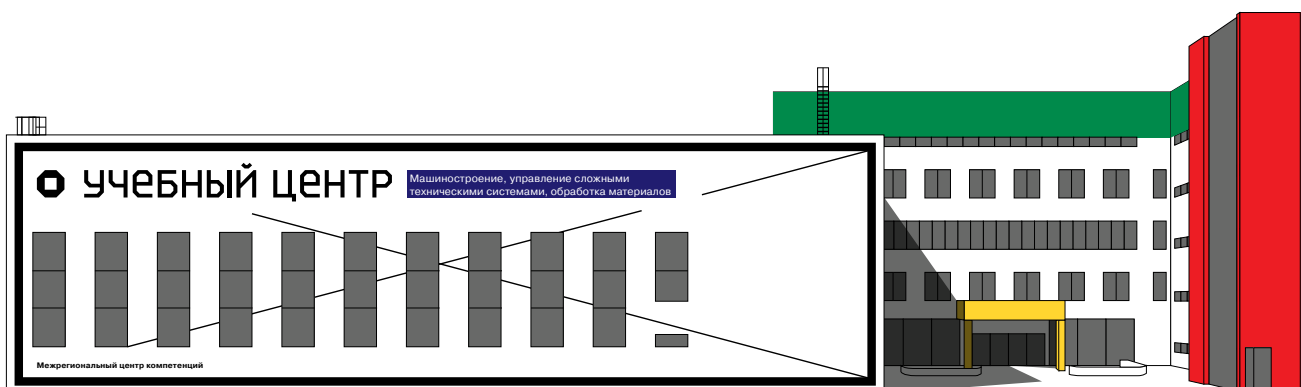 УЧЕБНЫЙ ЦЕНТР
Машиностроение, управление сложными
техническими системами, обработка материалов
Межрегиональный центр компетенций